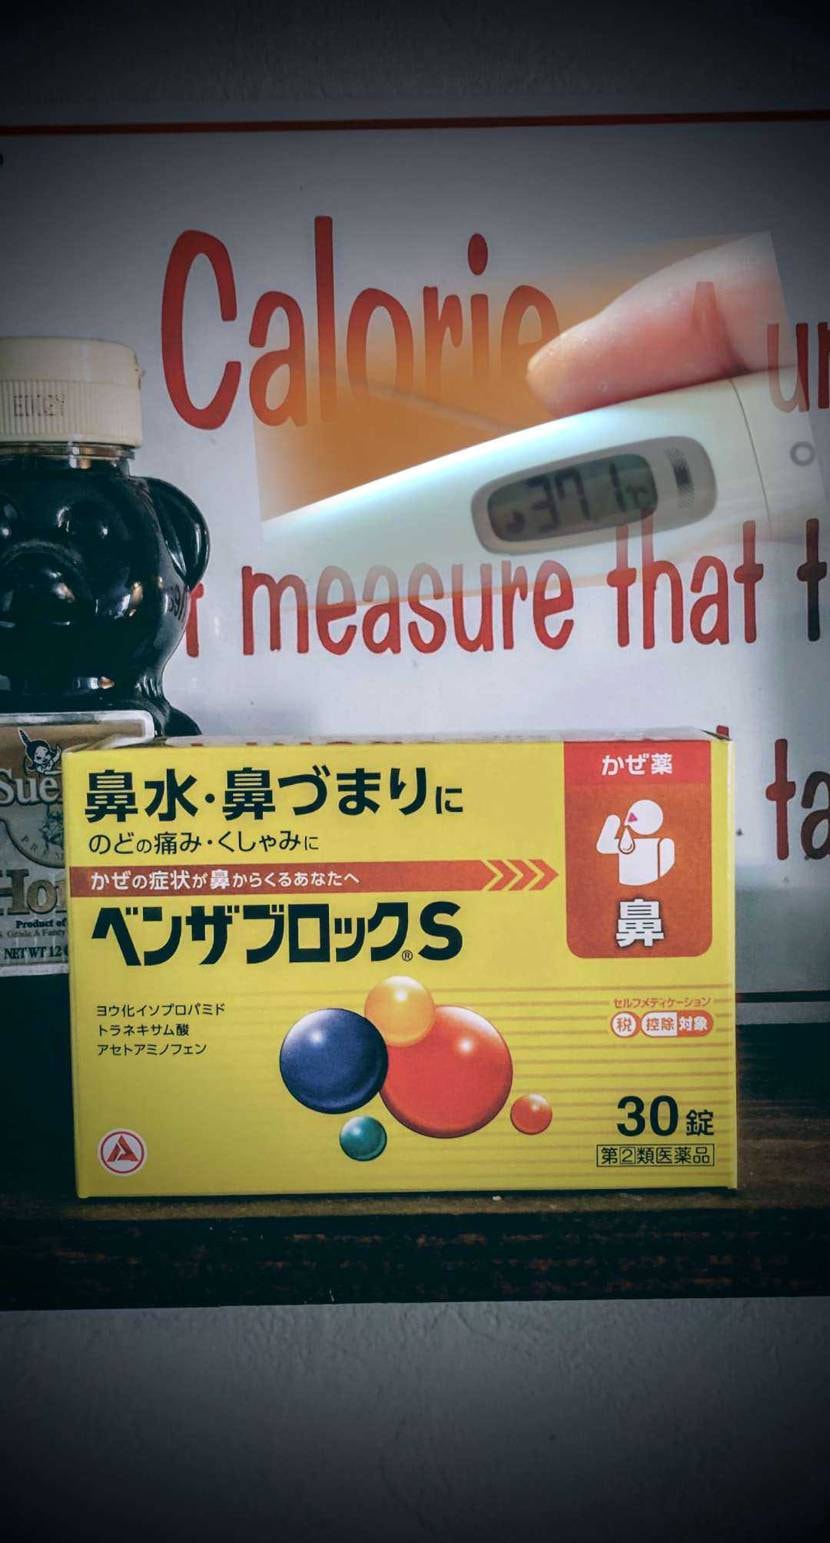 Calorie
un
measure that t
ta
37.1℃
Sue
Ho
Product of
NET WT 12
鼻水・鼻づまりに
のどの痛み・くしゃみに
かぜの症状が鼻からくるあなたへ
ベンザブロック®S
ヨウ化イソプロパミド
トラネキサム酸
アセトアミノフェン
かぜ薬
鼻
セルフメディケーション
税 控除対象
30錠
第②類医薬品